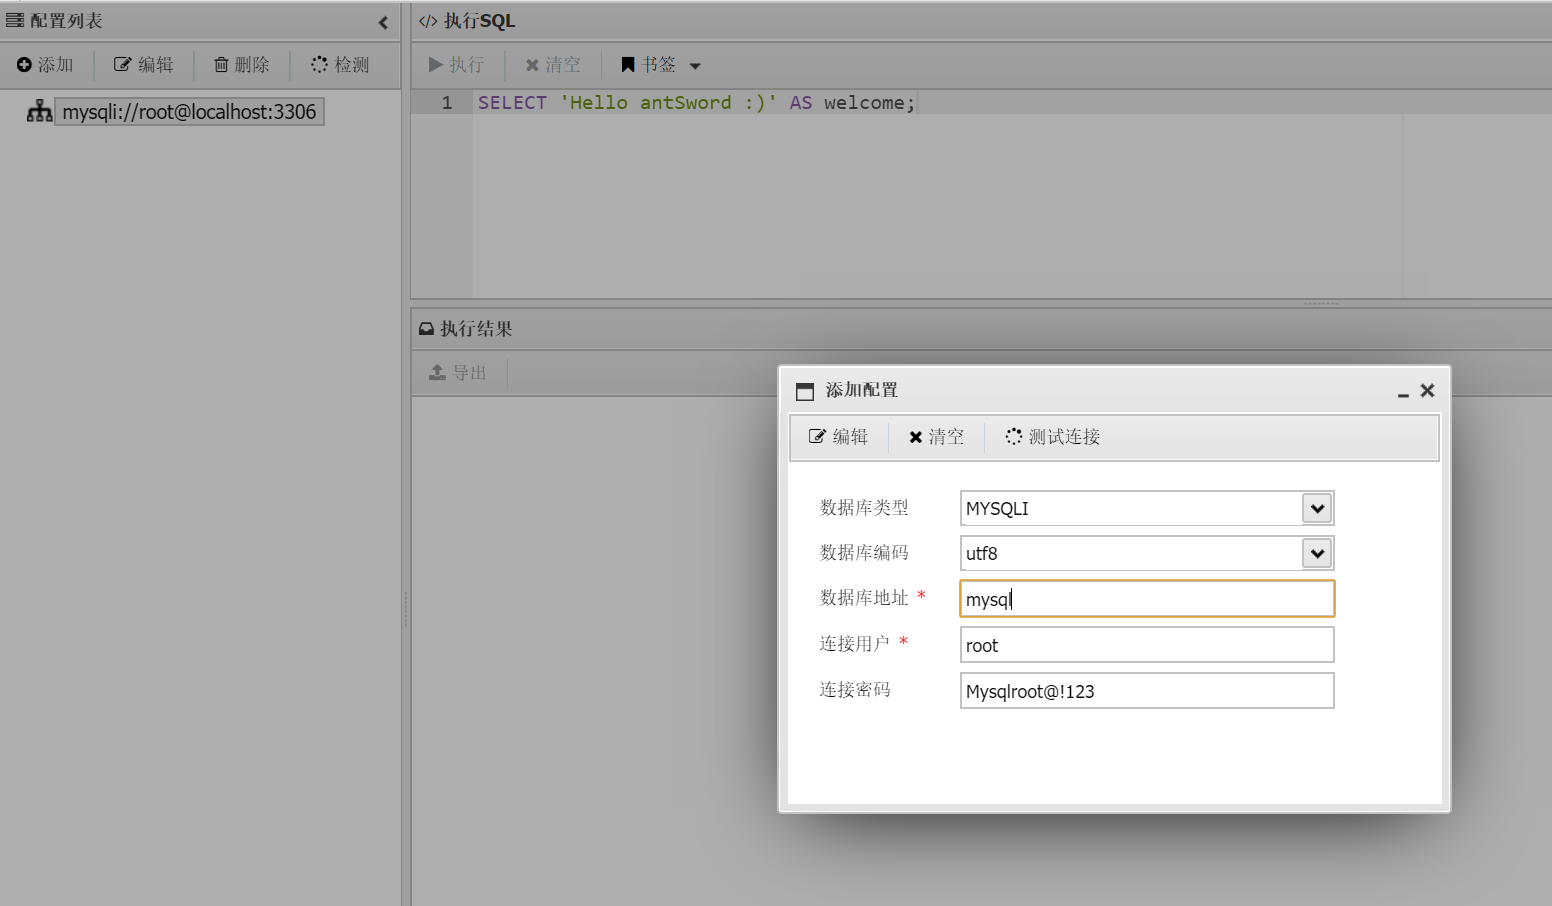 配置列表
添加 编辑 删除 检测
mysqli://root@localhost:3306
</> 执行SQL
执行 清空 书签
1 SELECT 'Hello antSword :)' AS welcome;
执行结果
导出
添加配置
编辑 清空 测试连接
数据库类型 MYSQLI
数据库编码 utf8
数据库地址 * mysql
连接用户 * root
连接密码 Mysqlroot@!123